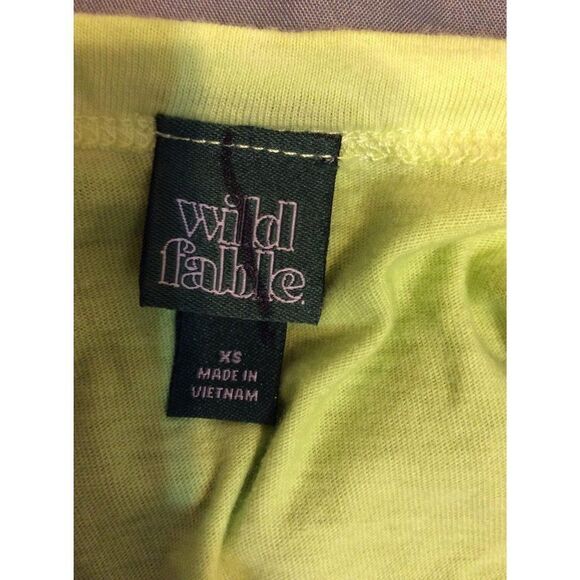 wild
fable.
XS
MADE IN
VIETNAM